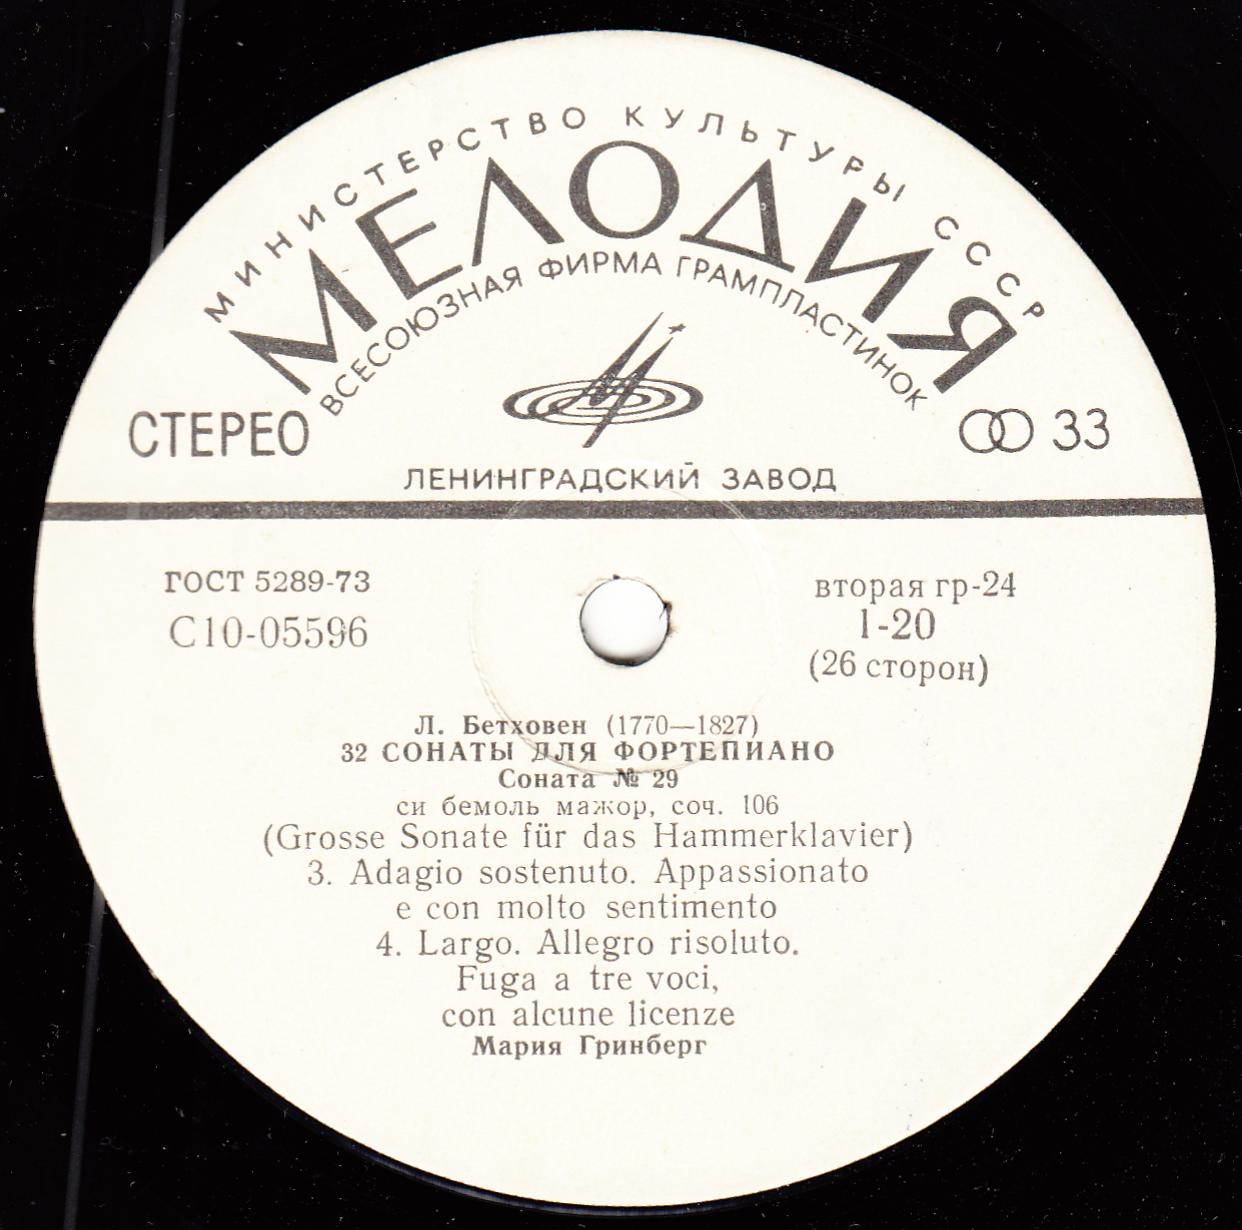 МИНИСТЕРСТВО КУЛЬТУРЫ СССР
МЕЛОДИЯ
ВСЕСОЮЗНАЯ ФИРМА ГРАМПЛАСТИНОК
СТЕРЕО
33
ЛЕНИНГРАДСКИЙ ЗАВОД
ГОСТ 5289-73
С10-05596
вторая гр-24
1-20
(26 сторон)
Л. Бетховен (1770—1827)
32 СОНАТЫ ДЛЯ ФОРТЕПИАНО
Соната № 29
си бемоль мажор, соч. 106
(Grosse Sonate für das Hammerklavier)
3. Adagio sostenuto. Appassionato
e con molto sentimento
4. Largo. Allegro risoluto.
Fuga a tre voci,
con alcune licenze
Мария Гринберг